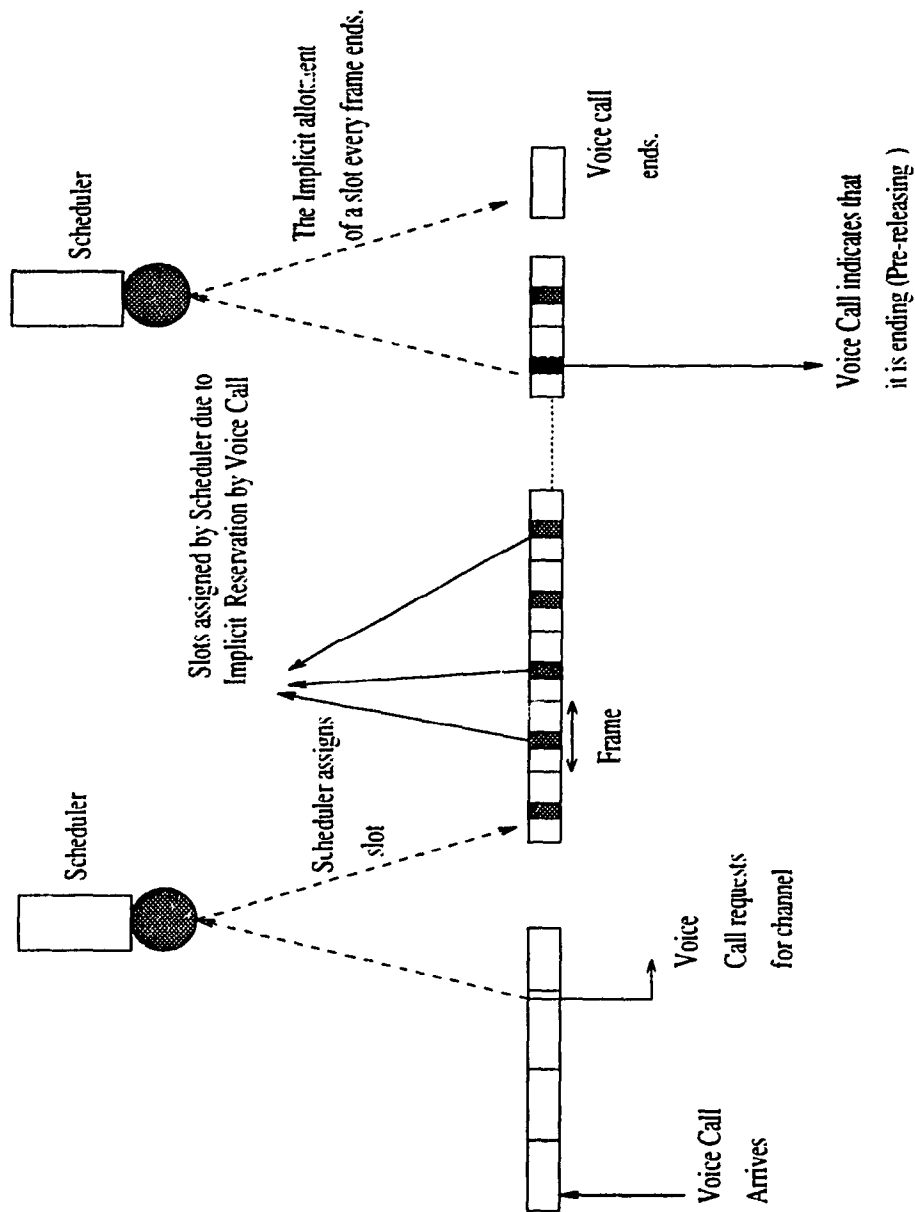 Scheduler
Scheduler
Scheduler assigns
slot
Slots assigned by Scheduler due to
Implicit Reservation by Voice Call
The Implicit allotment
of a slot every frame ends.
Frame
Voice Call
Arrives
Voice
Call requests
for channel
Voice call
ends.
Voice Call indicates that
it is ending (Pre-releasing )